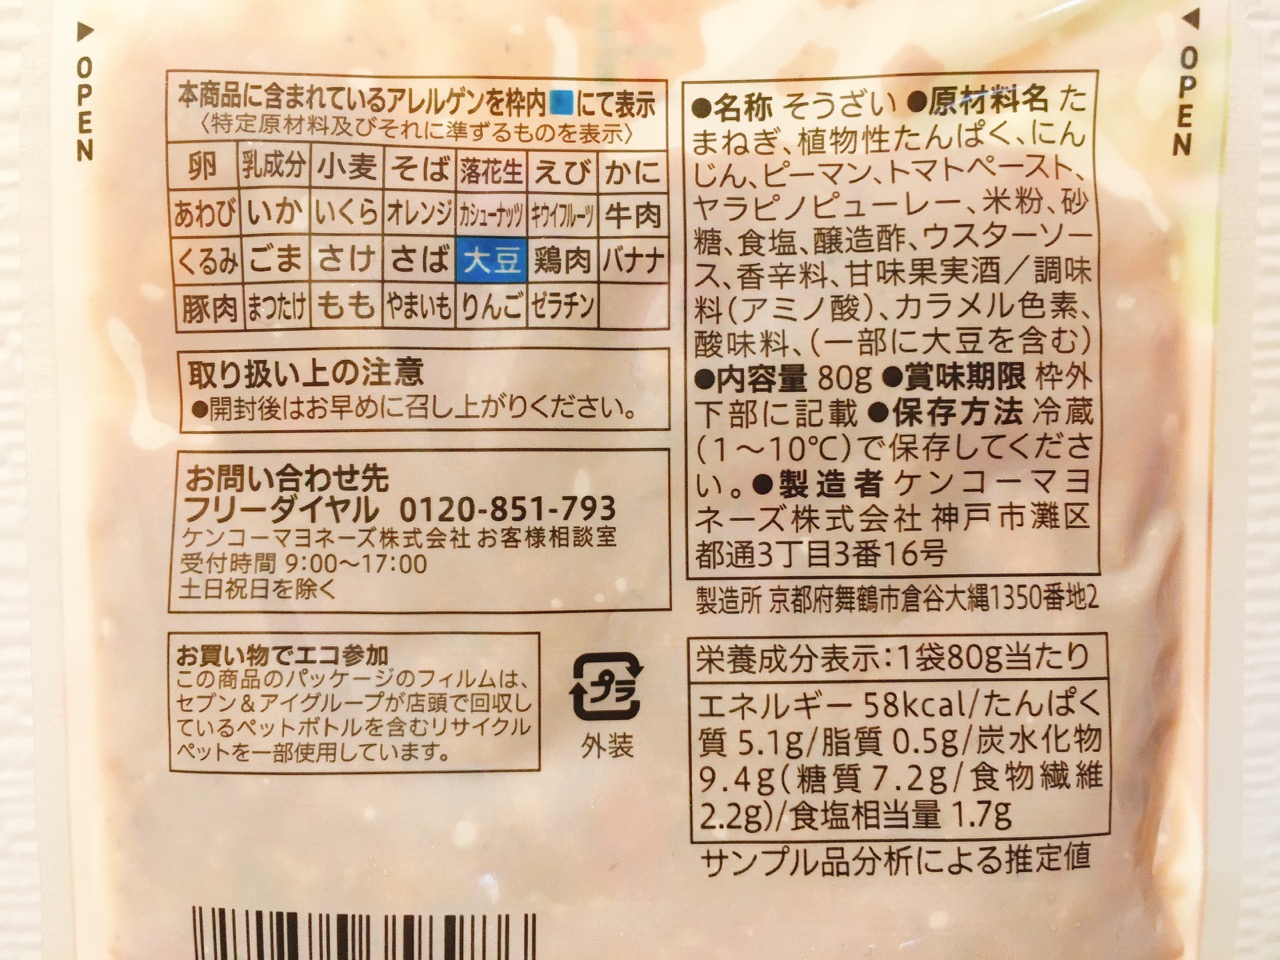 OPEN
OPEN
本商品に含まれているアレルゲンを枠内■にて表示
〈特定原材料及びそれに準ずるものを表示〉
卵 乳成分 小麦 そば 落花生 えび かに
あわび いか いくら オレンジ カシューナッツ キウイフルーツ 牛肉
くるみ ごま さけ さば 大豆 鶏肉 バナナ
豚肉 まつたけ もも やまいも りんご ゼラチン
取り扱い上の注意
●開封後はお早めに召し上がりください。
お問い合わせ先
フリーダイヤル 0120-851-793
ケンコーマヨネーズ株式会社 お客様相談室
受付時間 9:00～17:00
土日祝日を除く
お買い物でエコ参加
この商品のパッケージのフィルムは、
セブン&アイグループが店頭で回収し
ているペットボトルを含むリサイクル
ペットを一部使用しています。
プラ
外装
●名称 そうざい ●原材料名 た
まねぎ、植物性たんぱく、にん
じん、ピーマン、トマトペースト、
ヤラピノピューレー、米粉、砂
糖、食塩、醸造酢、ウスターソー
ス、香辛料、甘味果実酒／調味
料(アミノ酸)、カラメル色素、
酸味料、(一部に大豆を含む)
●内容量 80g ●賞味期限 枠外
下部に記載 ●保存方法 冷蔵
(1～10℃)で保存してくださ
い。●製造者 ケンコーマヨ
ネーズ株式会社 神戸市灘区
都通3丁目3番16号
製造所 京都府舞鶴市倉谷大縄1350番地2
栄養成分表示：1袋80g当たり
エネルギー 58kcal/たんぱく
質 5.1g/脂質 0.5g/炭水化物
9.4g(糖質7.2g/食物繊維
2.2g)/食塩相当量 1.7g
サンプル品分析による推定値